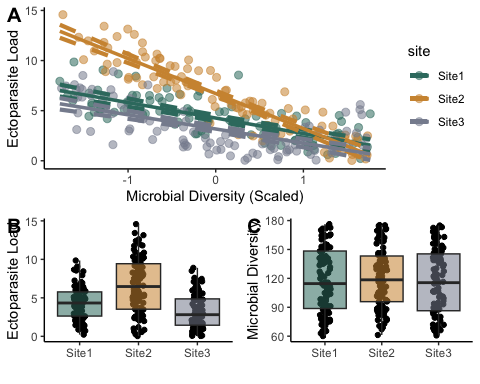 A
Ectoparasite Load
15
10
5
0
-1
0
1
Microbial Diversity (Scaled)
site
Site1
Site2
Site3
B
Ectoparasite Load
15
10
5
0
Site1
Site2
Site3
C
Microbial Diversity
180
150
120
90
60
Site1
Site2
Site3